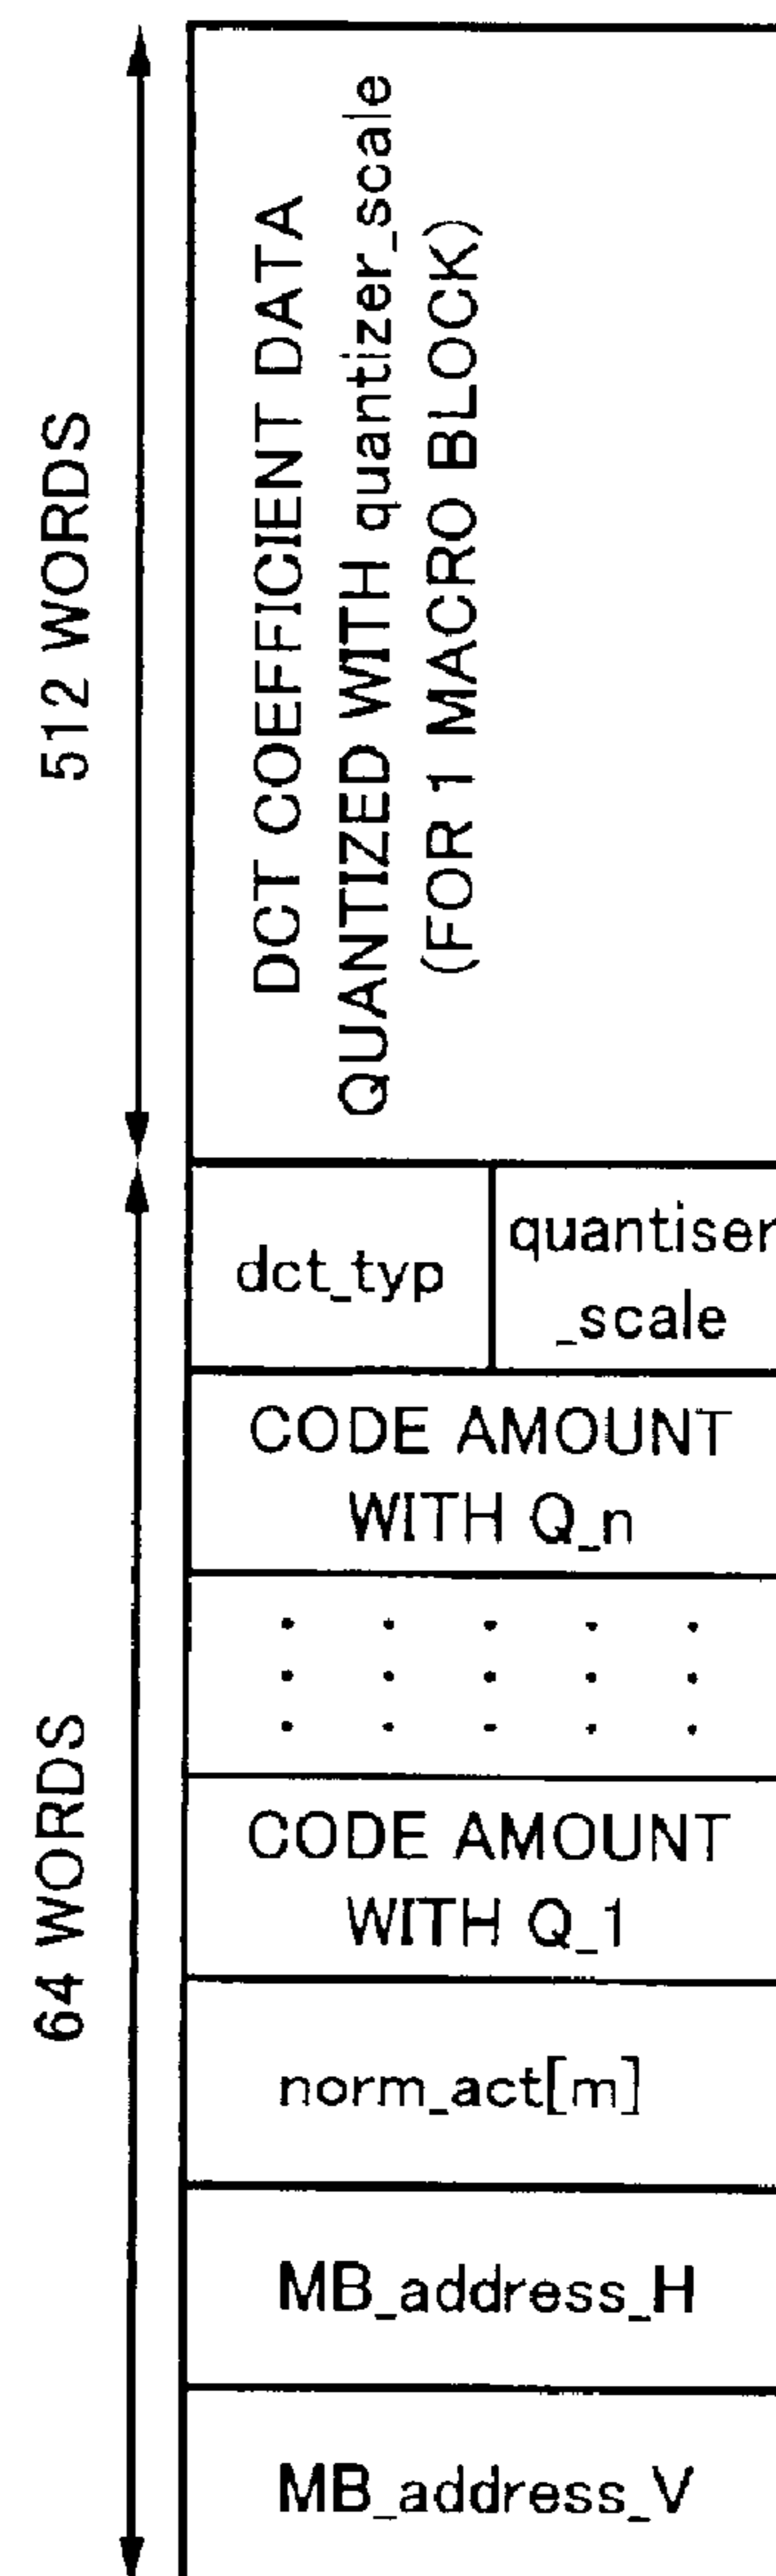 512 WORDS
DCT COEFFICIENT DATA
QUANTIZED WITH quantizer_scale
(FOR 1 MACRO BLOCK)
64 WORDS
dct_typ
quantiser
_scale
CODE AMOUNT
WITH Q_n
CODE AMOUNT
WITH Q_1
norm_act[m]
MB_address_H
MB_address_V